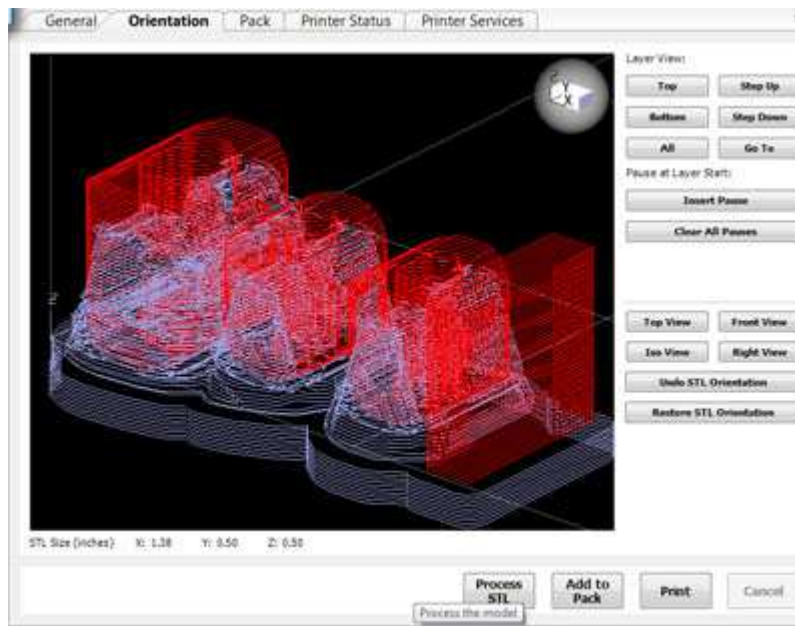 General Orientation Pack Printer Status Printer Services
Layer View:
Top Step Up
Bottom Step Down
All Go To
Pause at Layer Start:
Insert Pause
Clear All Pauses
Top View Front View
Iso View Right View
Undo STL Orientation
Restore STL Orientation
Z
Y
X
Z
STL Size (inches) X: 1.38 Y: 0.50 Z: 0.50
Process STL Add to Pack Print Cancel
Process the model